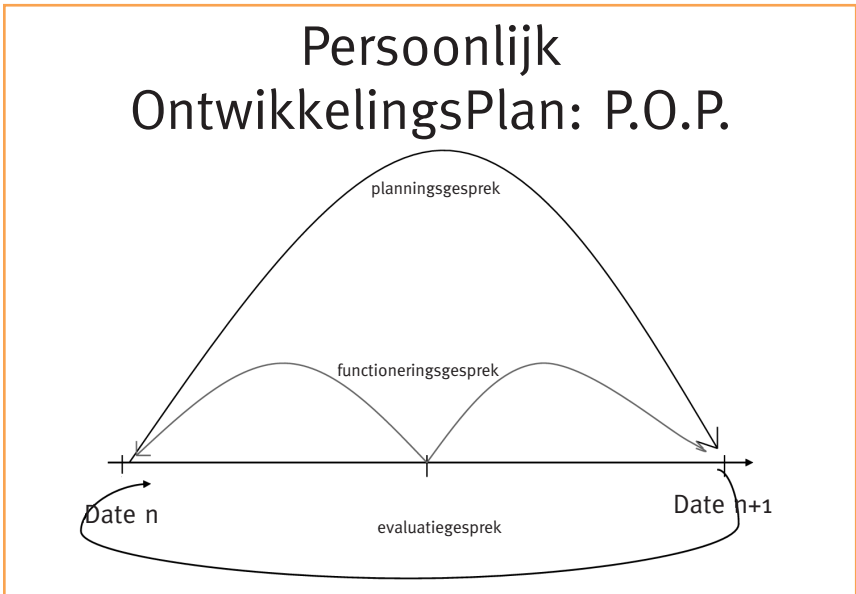 Persoonlijk
OntwikkelingsPlan: P.O.P.
planningsgesprek
functioneringsgesprek
Date n
Date n+1
evaluatiegesprek